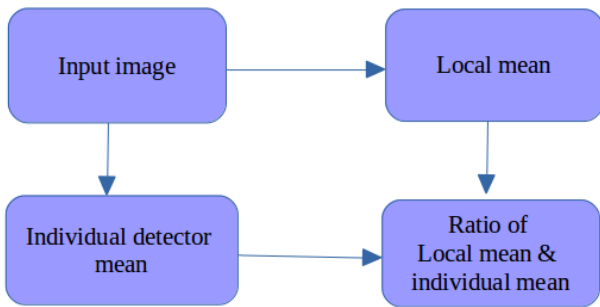 Input image
Local mean
Individual detector
mean
Ratio of
Local mean &
individual mean